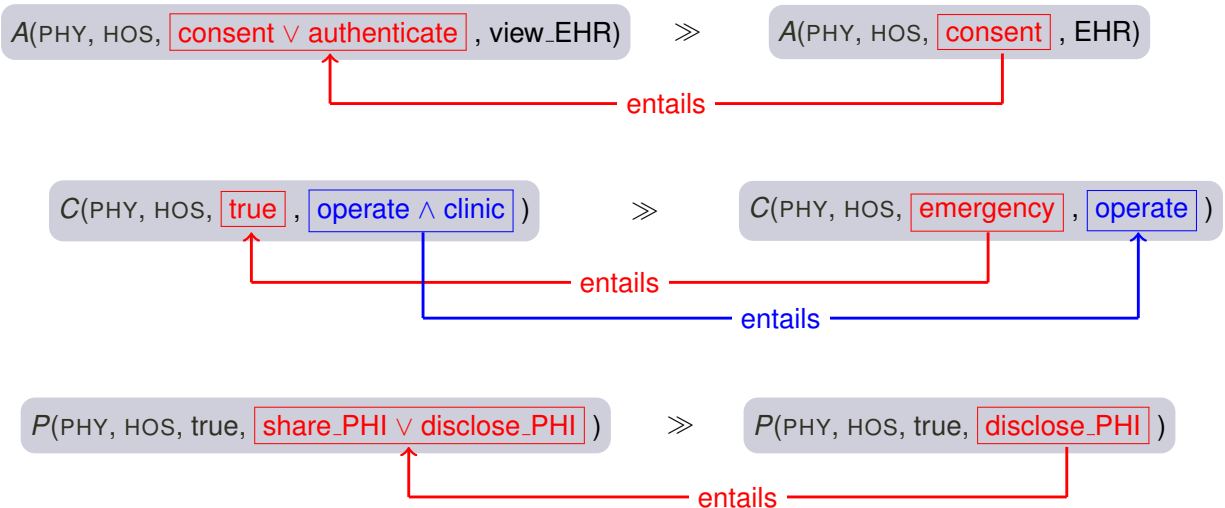 A(PHY, HOS, consent ∨ authenticate , view_EHR) ≫ A(PHY, HOS, consent , EHR)
entails
C(PHY, HOS, true , operate ∧ clinic ) ≫ C(PHY, HOS, emergency , operate )
entails
entails
P(PHY, HOS, true, share_PHI ∨ disclose_PHI ) ≫ P(PHY, HOS, true, disclose_PHI )
entails